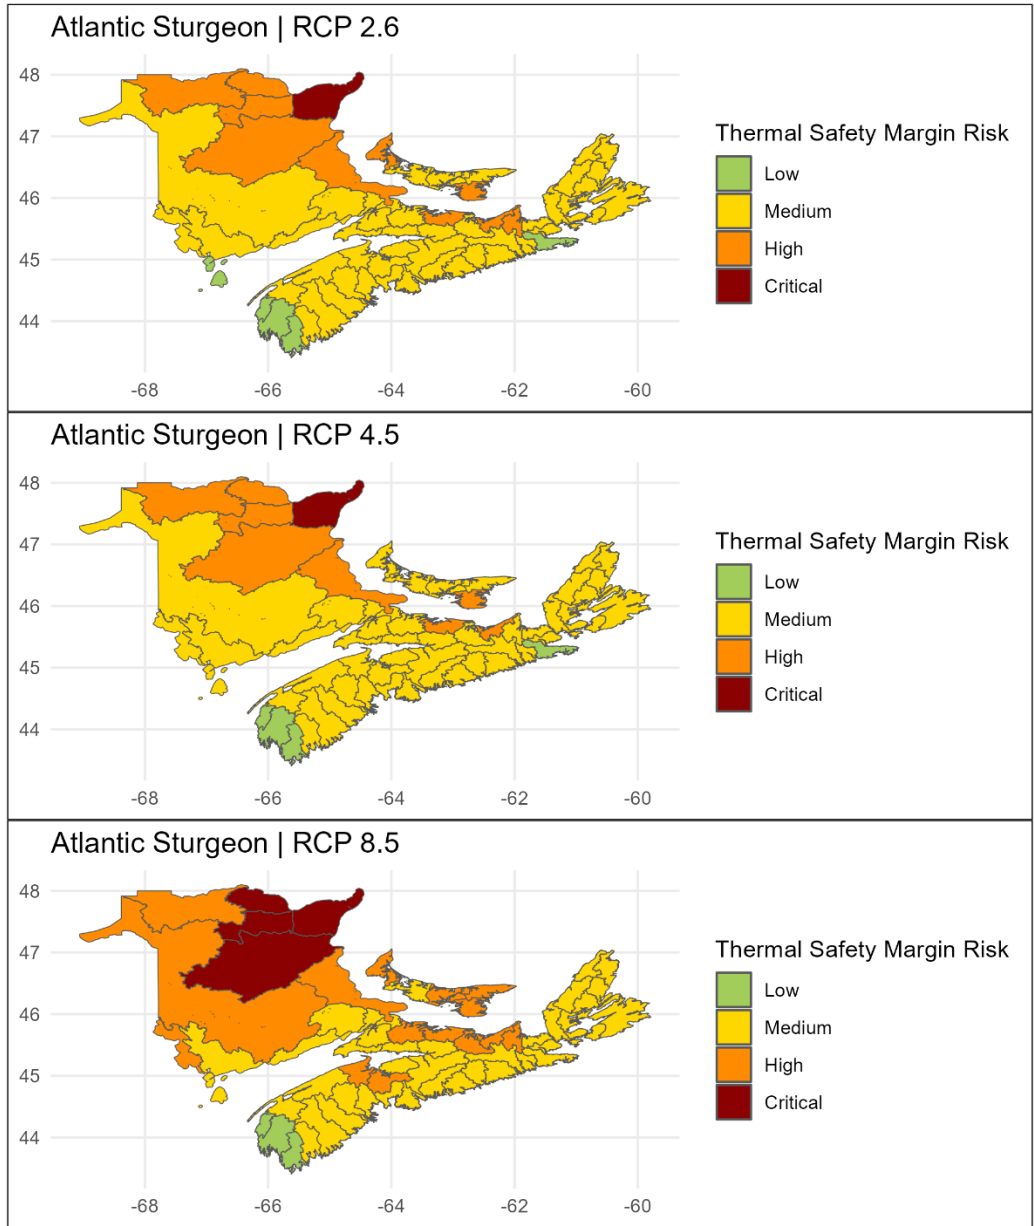 Atlantic Sturgeon | RCP 2.6
48
47
46
45
44
-68 -66 -64 -62 -60
Thermal Safety Margin Risk
Low
Medium
High
Critical
Atlantic Sturgeon | RCP 4.5
48
47
46
45
44
-68 -66 -64 -62 -60
Thermal Safety Margin Risk
Low
Medium
High
Critical
Atlantic Sturgeon | RCP 8.5
48
47
46
45
44
-68 -66 -64 -62 -60
Thermal Safety Margin Risk
Low
Medium
High
Critical